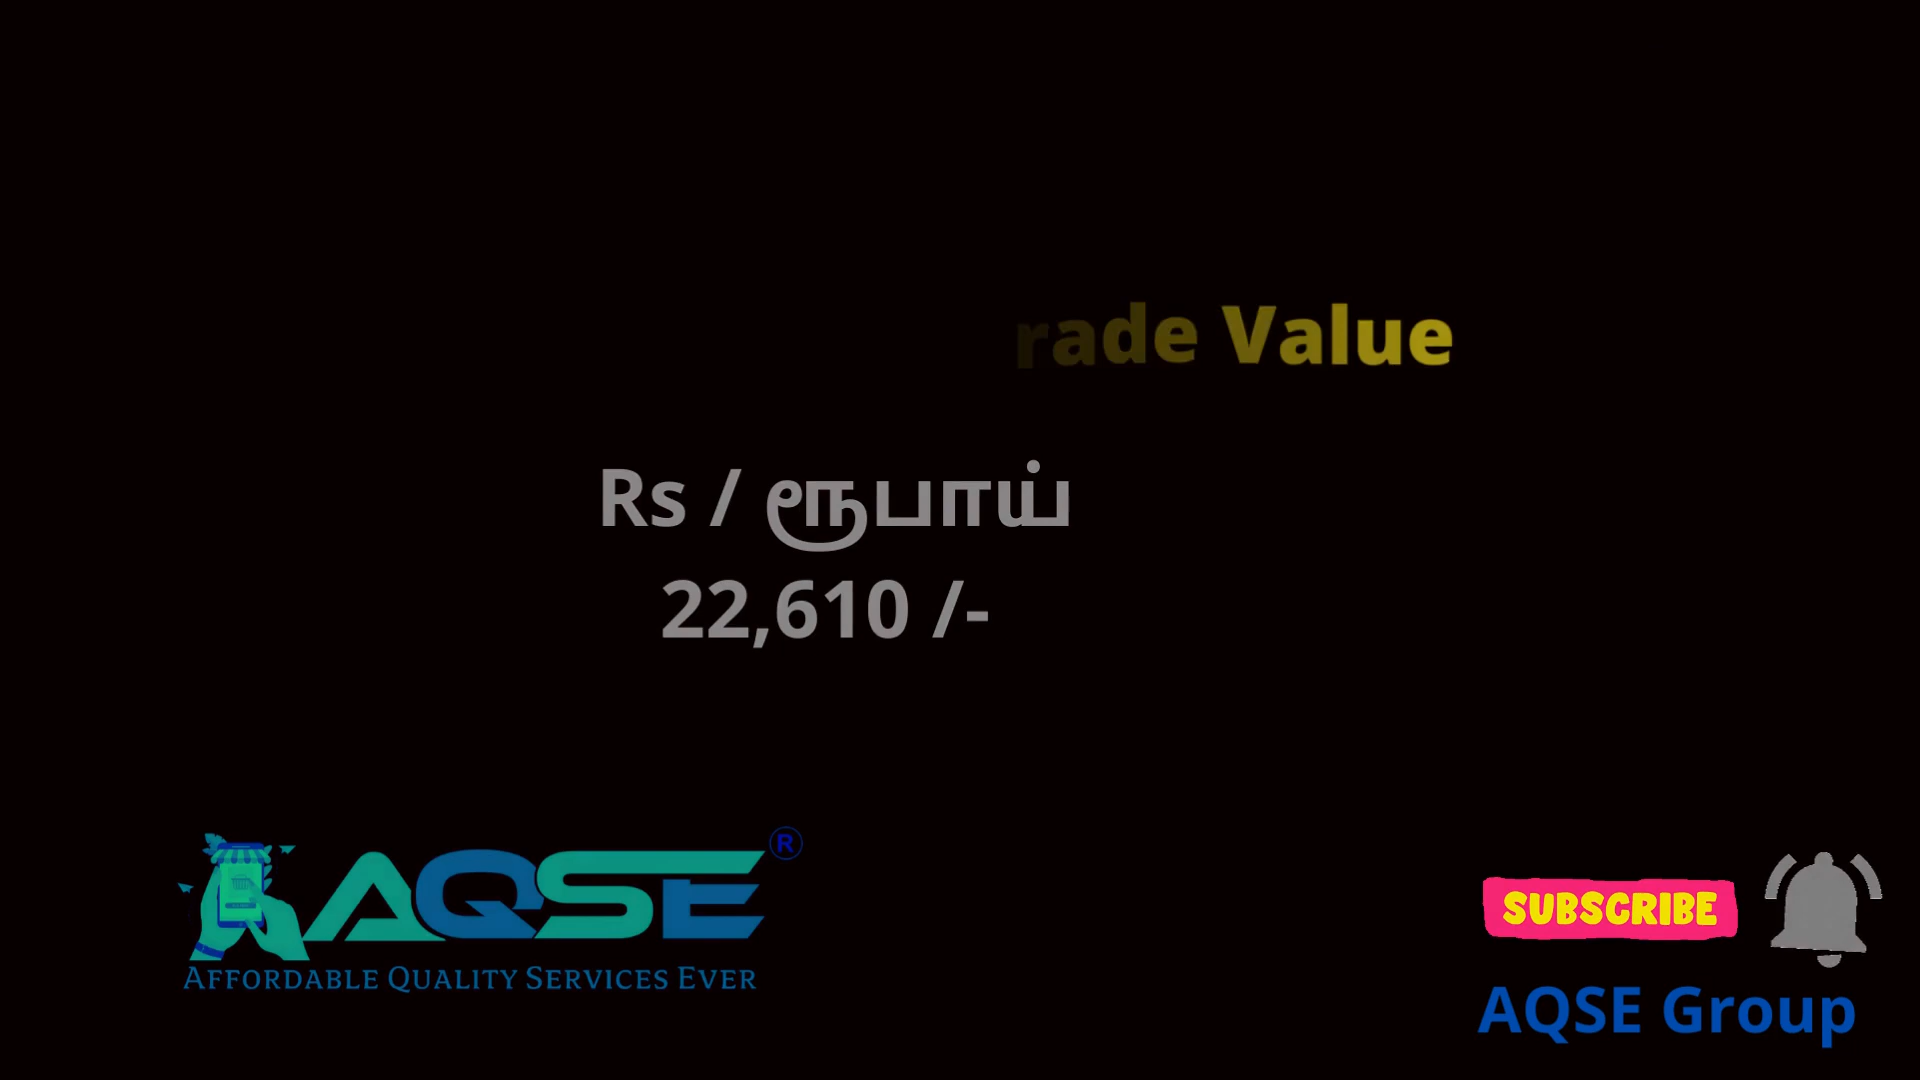 rade Value
Rs / ரூபாய்
22,610 /-
AQSE ®
AFFORDABLE QUALITY SERVICES EVER
SUBSCRIBE
AQSE Group